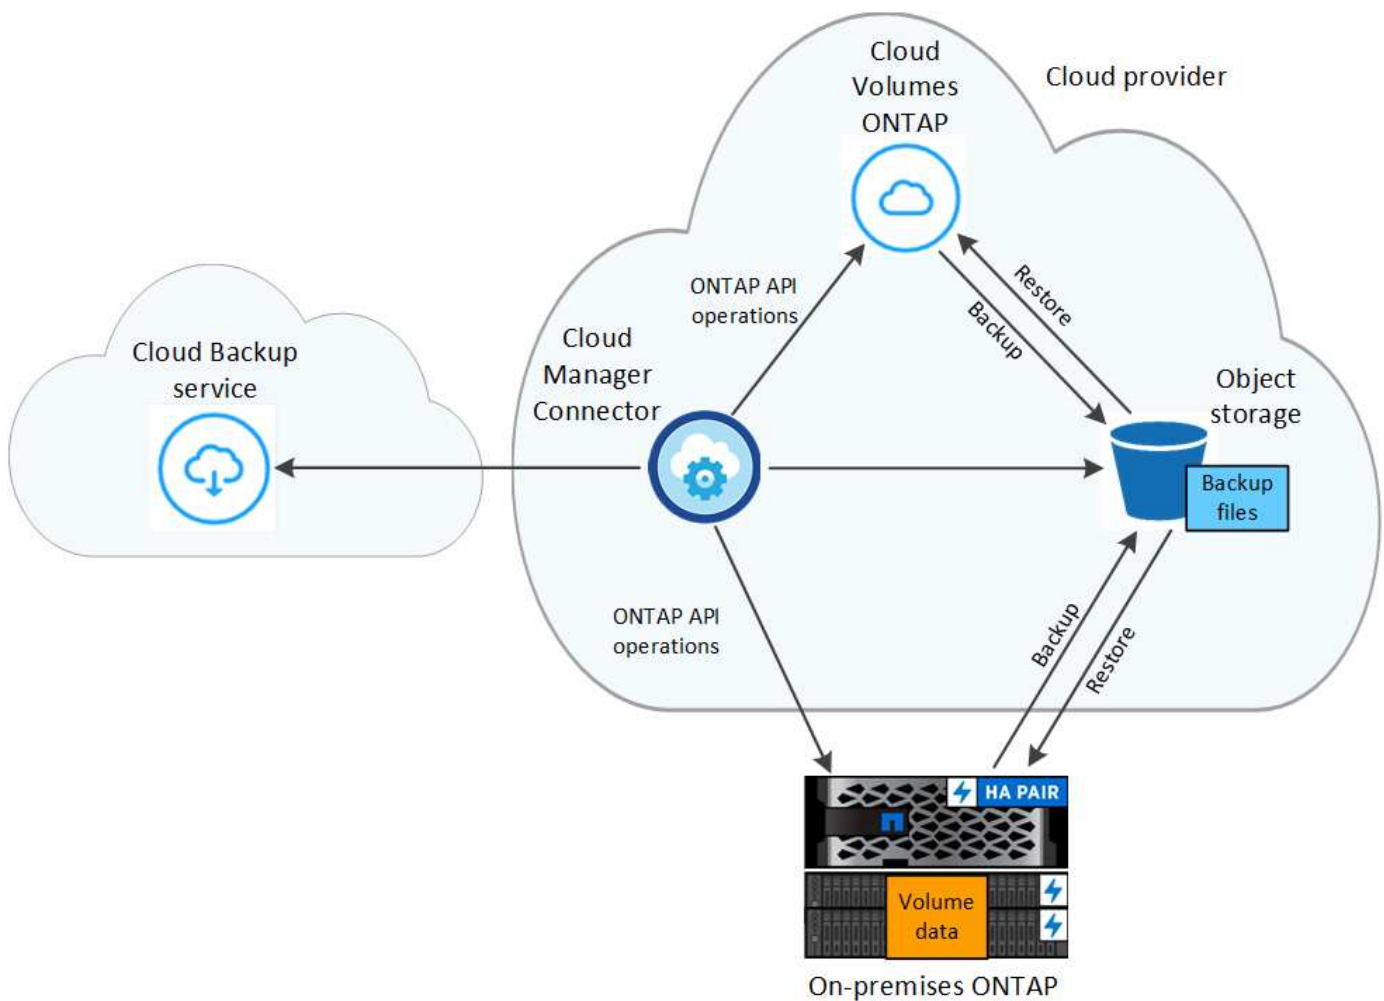 Cloud
Volumes
ONTAP
Cloud provider
ONTAP API
operations
Restore
Backup
Cloud Backup
service
Cloud
Manager
Connector
Object
storage
Backup
files
ONTAP API
operations
Backup
Restore
HA PAIR
Volume
data
On-premises ONTAP